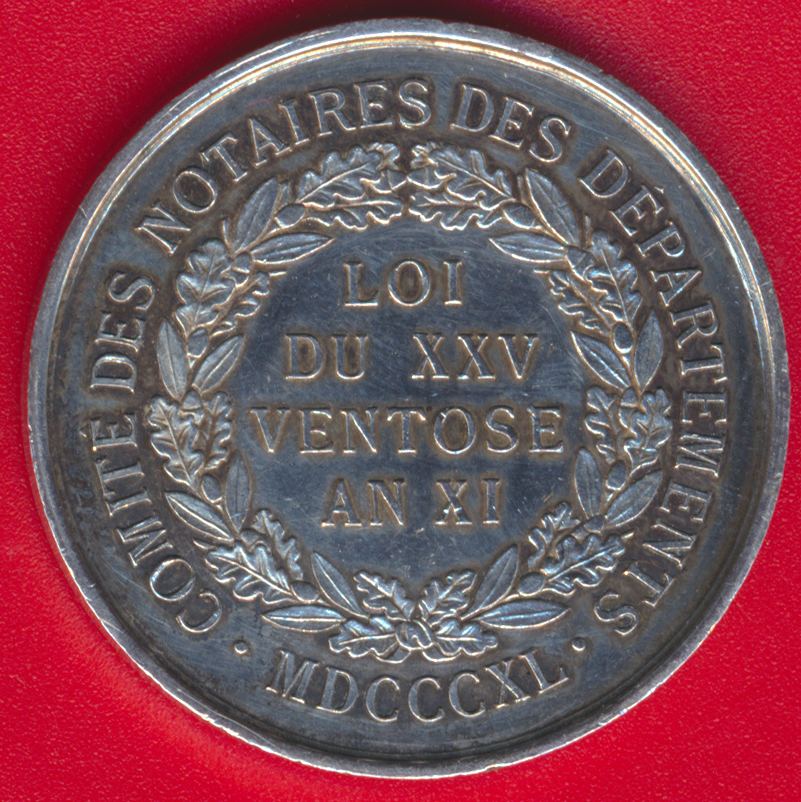 COMITÉ DES NOTAIRES DES DÉPARTEMENTS
LOI
DU XXV
VENTOSE
AN XI
· MDCCCXL ·